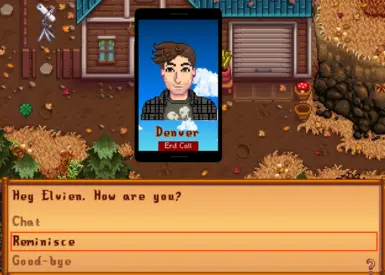 Denver
End Call
Hey Elvien. How are you?
Chat
Reminisce
Good-bye
?